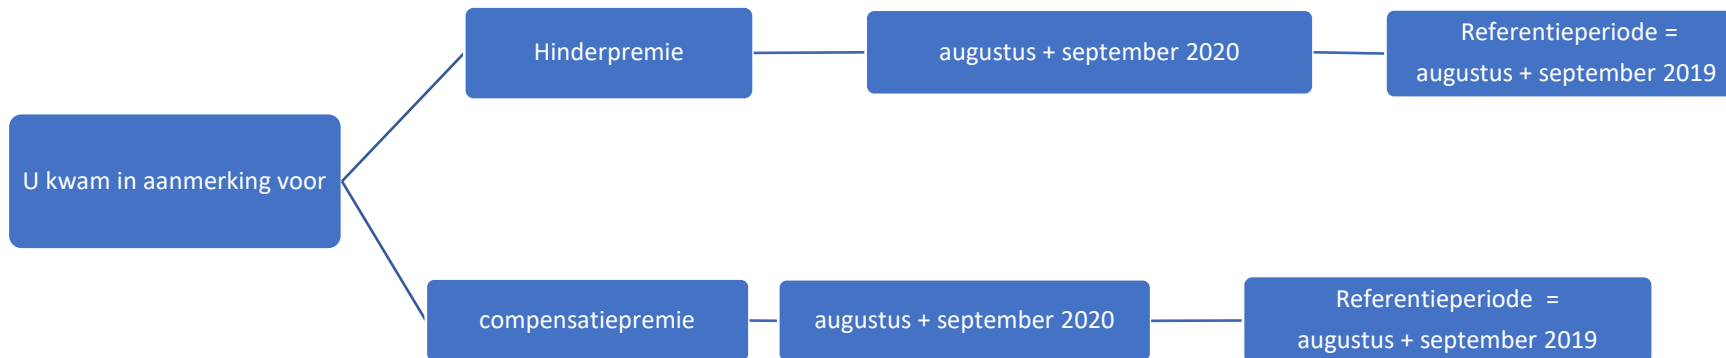 Hinderpremie
augustus + september 2020
Referentieperiode =
augustus + september 2019
U kwam in aanmerking voor
compensatiepremie
augustus + september 2020
Referentieperiode =
augustus + september 2019